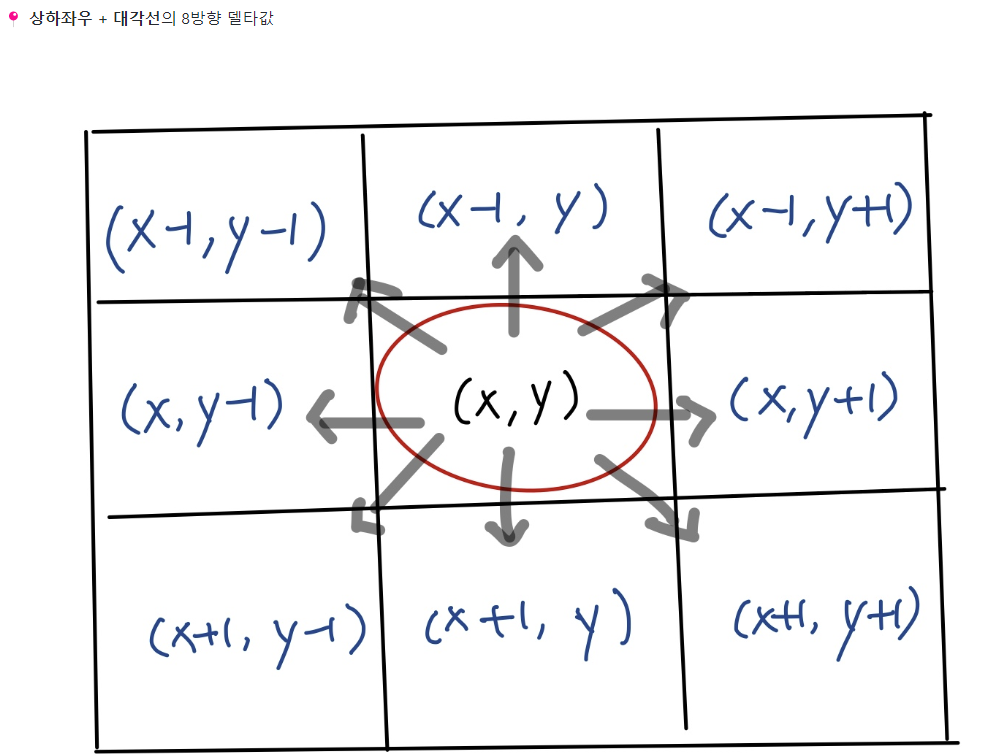 상하좌우 + 대각선의 8방향 델타값
(x-1, y-1) (x-1, y) (x-1, y+1)
(x, y-1) (x, y) (x, y+1)
(x+1, y-1) (x+1, y) (x+1, y+1)